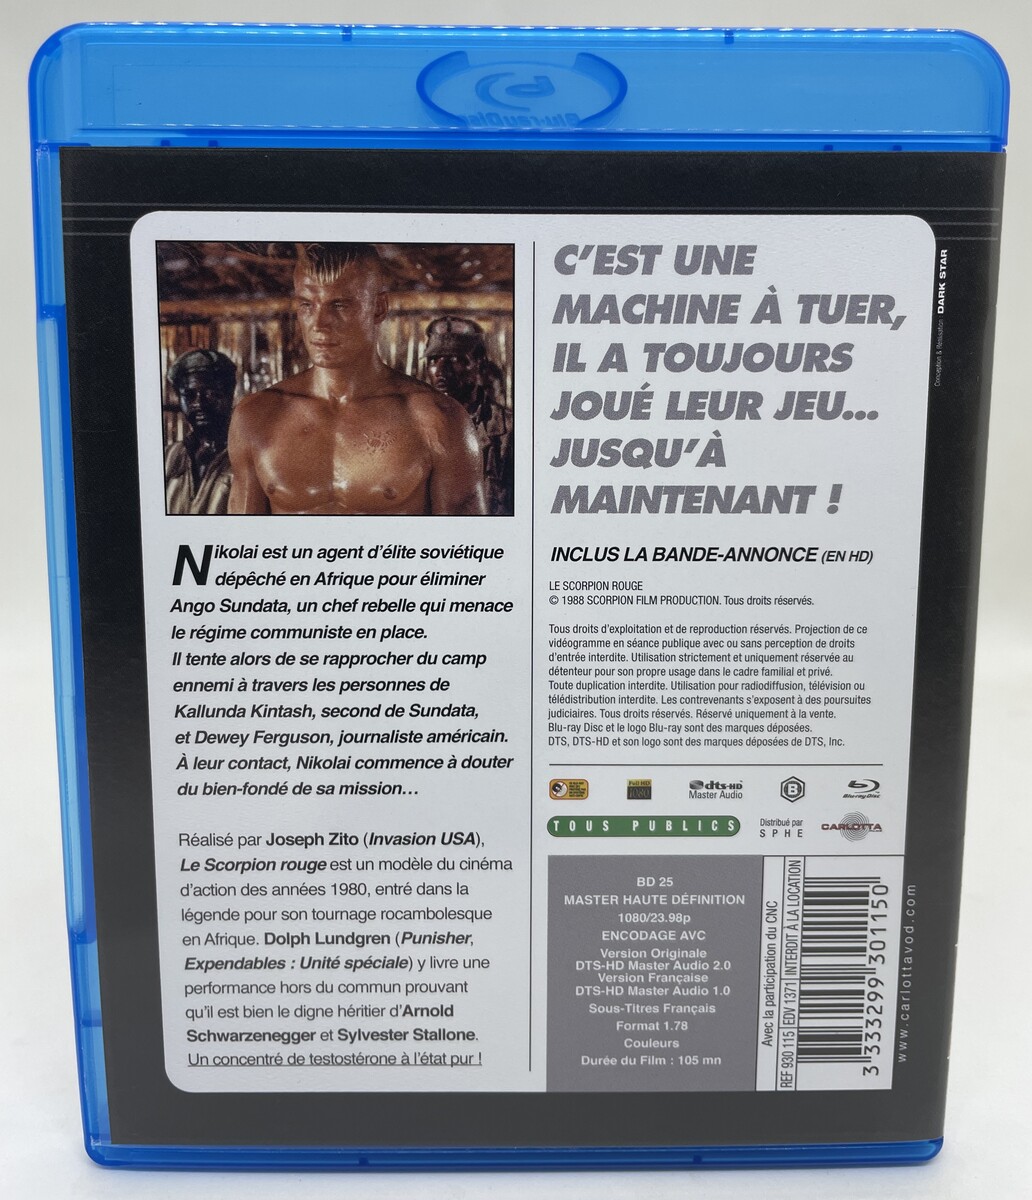 Blu-ray Disc
C'EST UNE
MACHINE À TUER,
IL A TOUJOURS
JOUÉ LEUR JEU...
JUSQU'À
MAINTENANT !
Nikolai est un agent d'élite soviétique
dépêché en Afrique pour éliminer
Ango Sundata, un chef rebelle qui menace
le régime communiste en place.
Il tente alors de se rapprocher du camp
ennemi à travers les personnes de
Kallunda Kintash, second de Sundata,
et Dewey Ferguson, journaliste américain.
À leur contact, Nikolai commence à douter
du bien-fondé de sa mission...
Réalisé par Joseph Zito (Invasion USA),
Le Scorpion rouge est un modèle du cinéma
d'action des années 1980, entré dans la
légende pour son tournage rocambolesque
en Afrique. Dolph Lundgren (Punisher,
Expendables : Unité spéciale) y livre une
performance hors du commun prouvant
qu'il est bien le digne héritier d'Arnold
Schwarzenegger et Sylvester Stallone.
Un concentré de testostérone à l'état pur !
INCLUS LA BANDE-ANNONCE (EN HD)
LE SCORPION ROUGE
© 1988 SCORPION FILM PRODUCTION. Tous droits réservés.
Tous droits d'exploitation et de reproduction réservés. Projection de ce
vidéogramme en séance publique avec ou sans perception de droits
d'entrée interdite. Utilisation strictement et uniquement réservée au
détenteur pour son propre usage dans le cadre familial et privé.
Toute duplication interdite. Utilisation pour radiodiffusion, télévision ou
télédistribution interdite. Les contrevenants s'exposent à des poursuites
judiciaires. Tous droits réservés. Réservé uniquement à la vente.
Blu-ray Disc et le logo Blu-ray sont des marques déposées.
DTS, DTS-HD et son logo sont des marques déposées de DTS, Inc.
Full HD
1080
dts-HD
Master Audio
B
Blu-ray Disc
TOUS PUBLICS
Distribué par
SPHE
CARLOTTA
BD 25
MASTER HAUTE DÉFINITION
1080/23.98p
ENCODAGE AVC
Version Originale
DTS-HD Master Audio 2.0
Version Française
DTS-HD Master Audio 1.0
Sous-Titres Français
Format 1.78
Couleurs
Durée du Film : 105 mn
Avec la participation du CNC
REF 930 115 EDV 1371 INTERDIT À LA LOCATION
3 333299 301150
www.carlottavod.com
Conception & Réalisation : DARK STAR